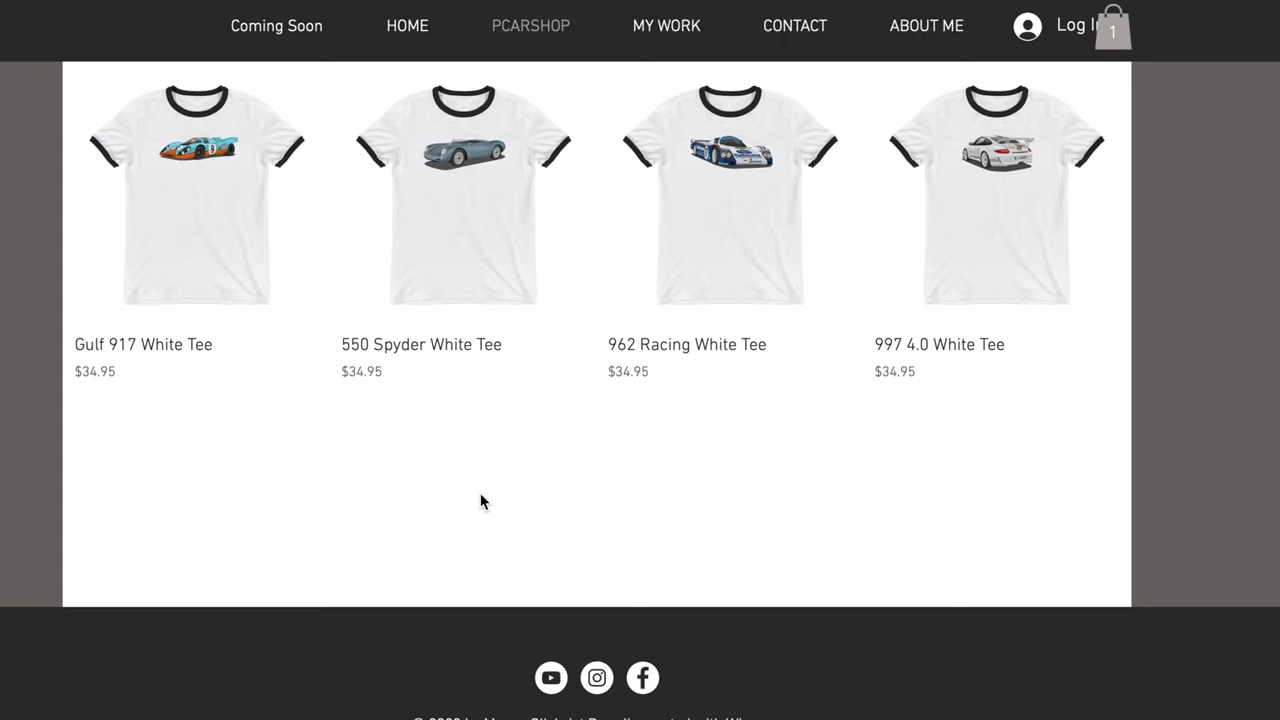 Coming Soon HOME PCARSHOP MY WORK CONTACT ABOUT ME Log I 1
9
Gulf 917 White Tee 550 Spyder White Tee 962 Racing White Tee 997 4.0 White Tee
$34.95 $34.95 $34.95 $34.95